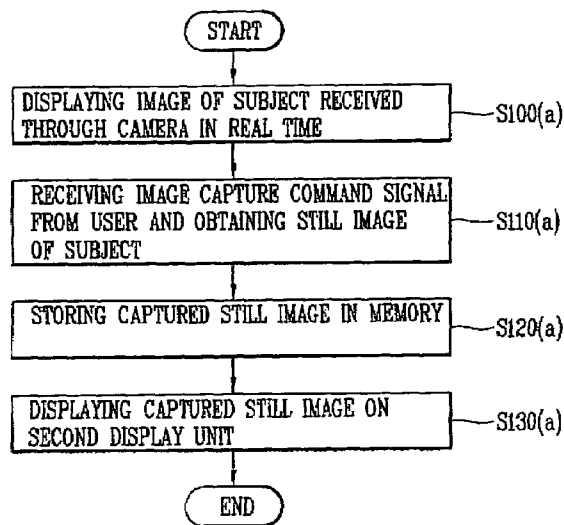 START
DISPLAYING IMAGE OF SUBJECT RECEIVED
THROUGH CAMERA IN REAL TIME
S100(a)
RECEIVING IMAGE CAPTURE COMMAND SIGNAL
FROM USER AND OBTAINING STILL IMAGE
OF SUBJECT
S110(a)
STORING CAPTURED STILL IMAGE IN MEMORY
S120(a)
DISPLAYING CAPTURED STILL IMAGE ON
SECOND DISPLAY UNIT
S130(a)
END